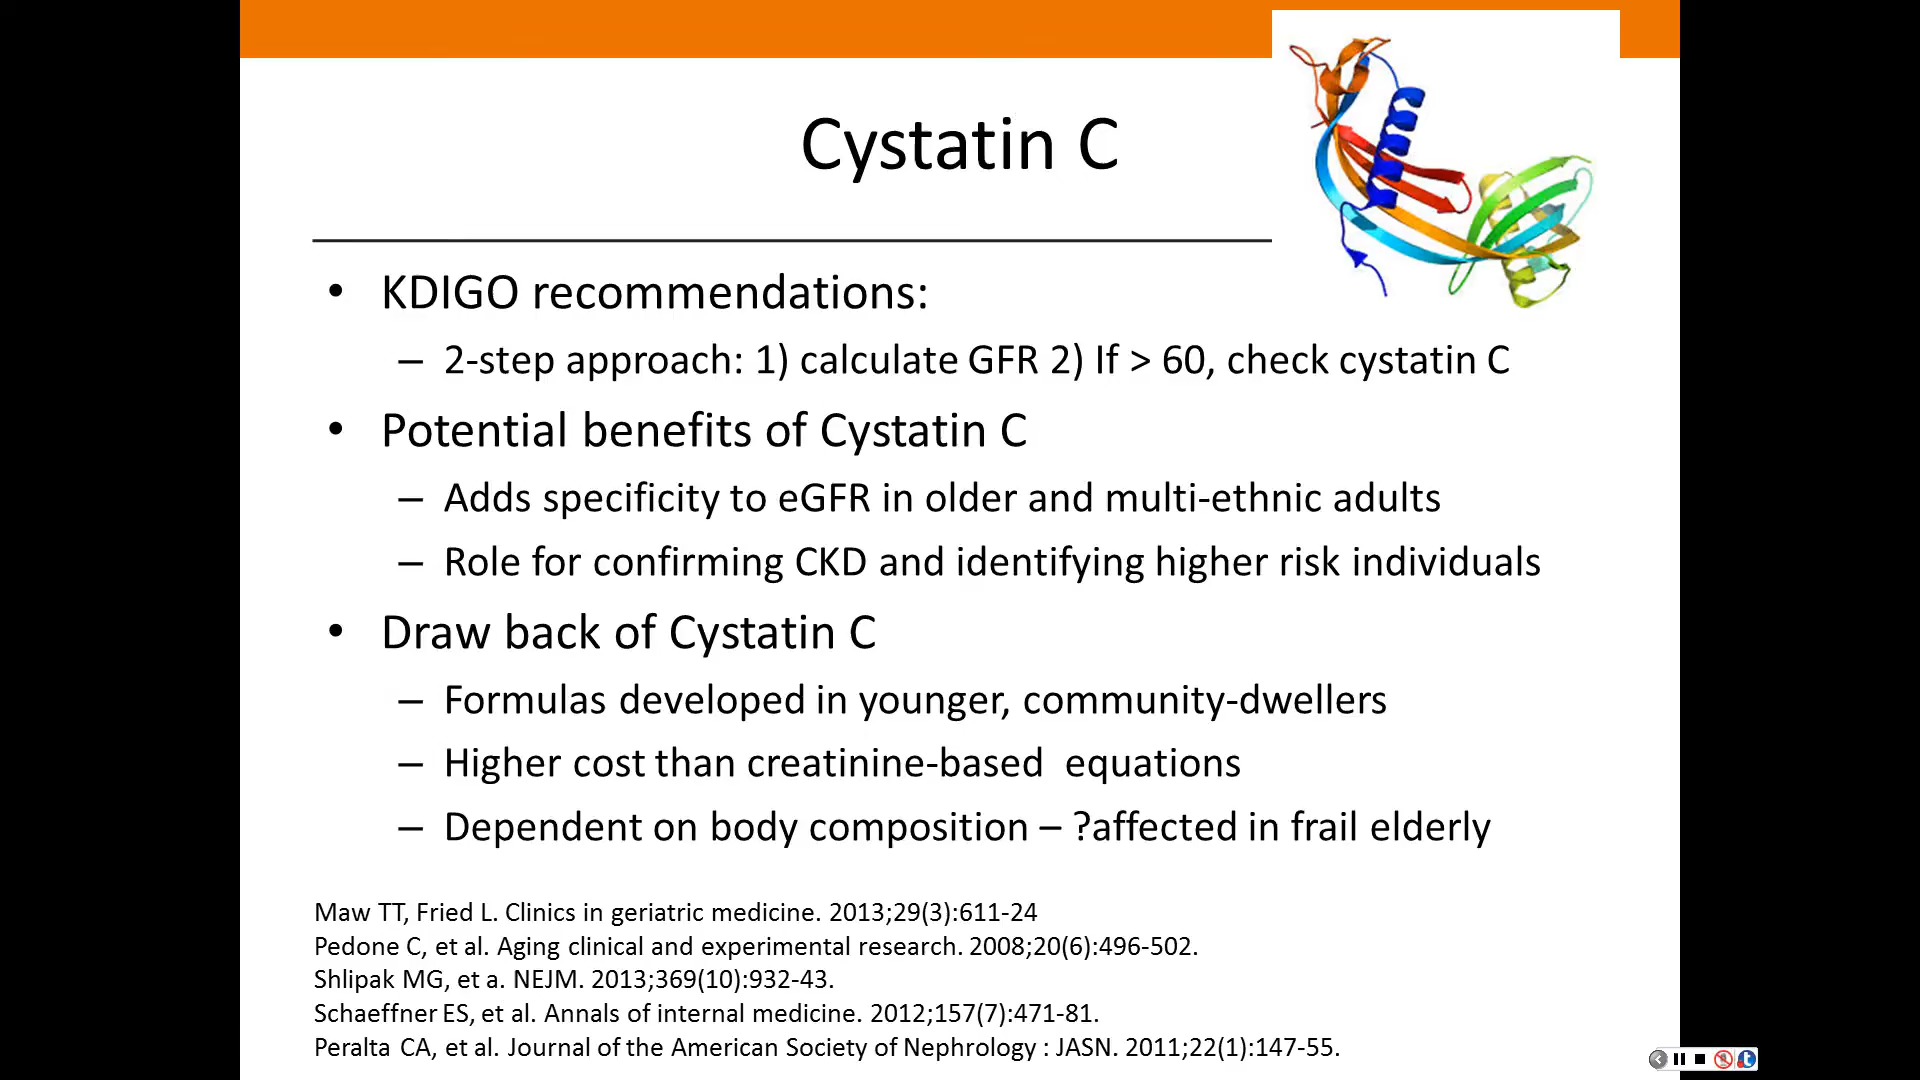 Cystatin C
• KDIGO recommendations:
– 2-step approach: 1) calculate GFR 2) If > 60, check cystatin C
• Potential benefits of Cystatin C
– Adds specificity to eGFR in older and multi-ethnic adults
– Role for confirming CKD and identifying higher risk individuals
• Draw back of Cystatin C
– Formulas developed in younger, community-dwellers
– Higher cost than creatinine-based  equations
– Dependent on body composition – ?affected in frail elderly
Maw TT, Fried L. Clinics in geriatric medicine. 2013;29(3):611-24
Pedone C, et al. Aging clinical and experimental research. 2008;20(6):496-502.
Shlipak MG, et a. NEJM. 2013;369(10):932-43.
Schaeffner ES, et al. Annals of internal medicine. 2012;157(7):471-81.
Peralta CA, et al. Journal of the American Society of Nephrology : JASN. 2011;22(1):147-55.